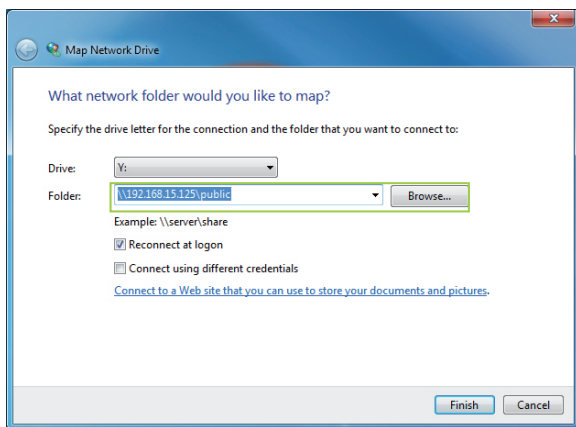 Map Network Drive
What network folder would you like to map?
Specify the drive letter for the connection and the folder that you want to connect to:
Drive: Y:
Folder: \\192.168.15.125\public Browse...
Example: \\server\share
Reconnect at logon
Connect using different credentials
Connect to a Web site that you can use to store your documents and pictures.
Finish Cancel